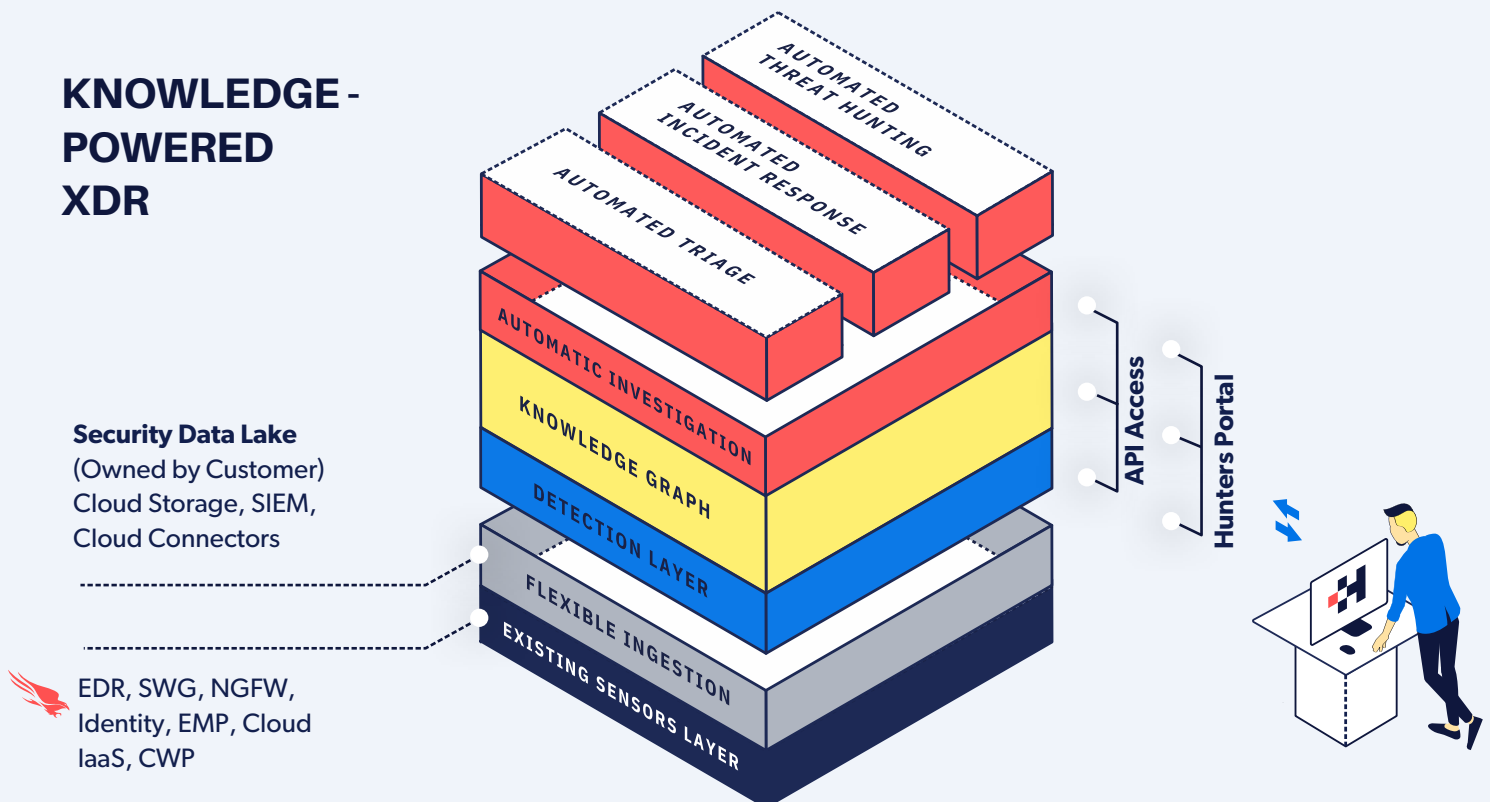 KNOWLEDGE -
POWERED
XDR
AUTOMATED
THREAT HUNTING
AUTOMATED
INCIDENT RESPONSE
AUTOMATED TRIAGE
AUTOMATIC INVESTIGATION
KNOWLEDGE GRAPH
DETECTION LAYER
FLEXIBLE INGESTION
EXISTING SENSORS LAYER
API Access
Hunters Portal
Security Data Lake
(Owned by Customer)
Cloud Storage, SIEM,
Cloud Connectors
EDR, SWG, NGFW,
Identity, EMP, Cloud
IaaS, CWP
H